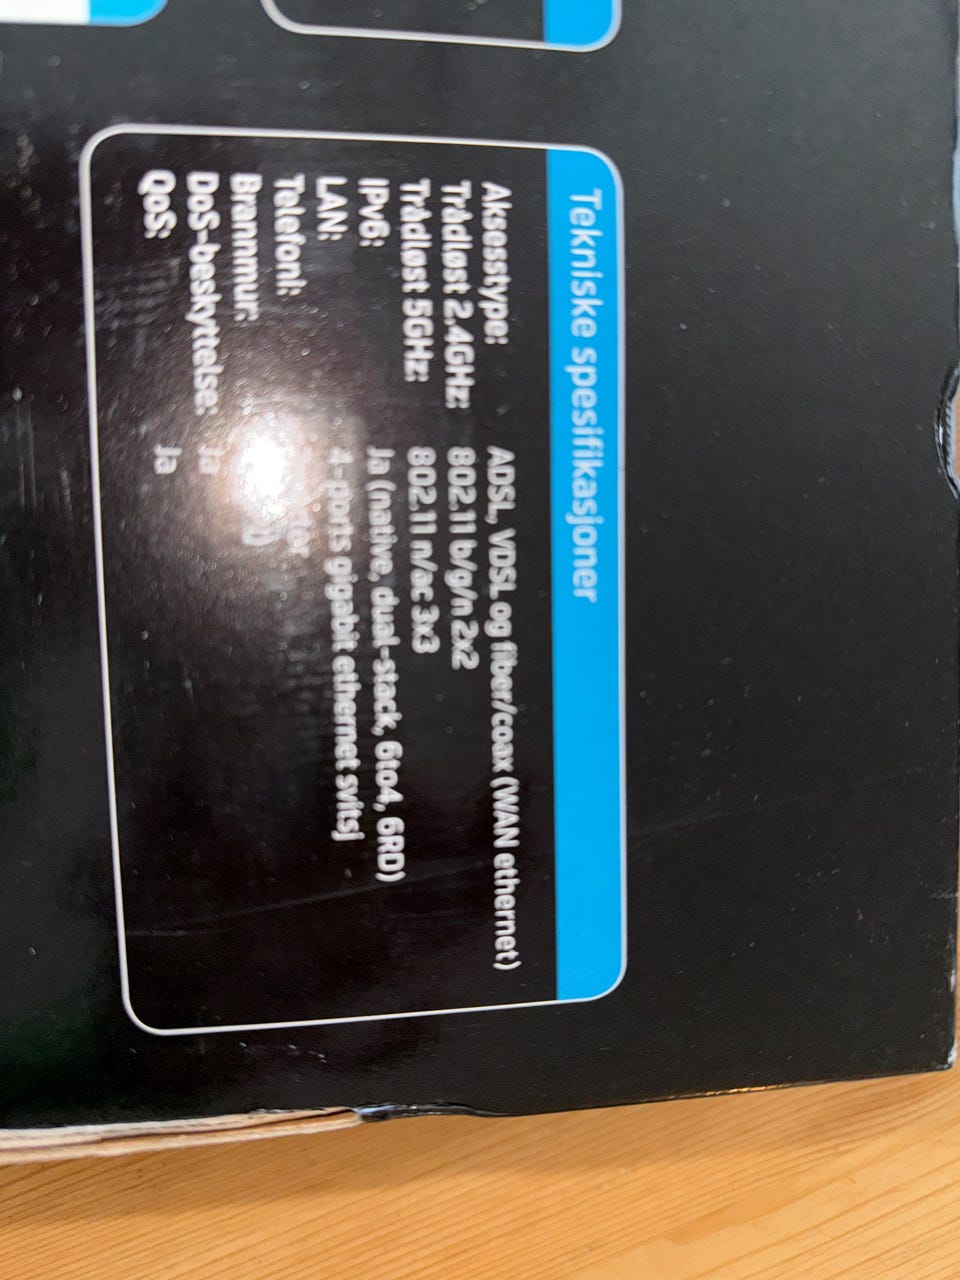 Tekniske spesifikasjoner
Aksesstype: ADSL, VDSL og fiber/coax (WAN ethernet)
Trådløst 2.4GHz: 802.11 b/g/n 2x2
Trådløst 5GHz: 802.11 n/ac 3x3
IPv6: Ja (native, dual-stack, 6to4, 6RD)
LAN: 4-ports gigabit ethernet svitsj
Telefoni:
Brannmur:
DoS-beskyttelse: Ja
QoS: Ja